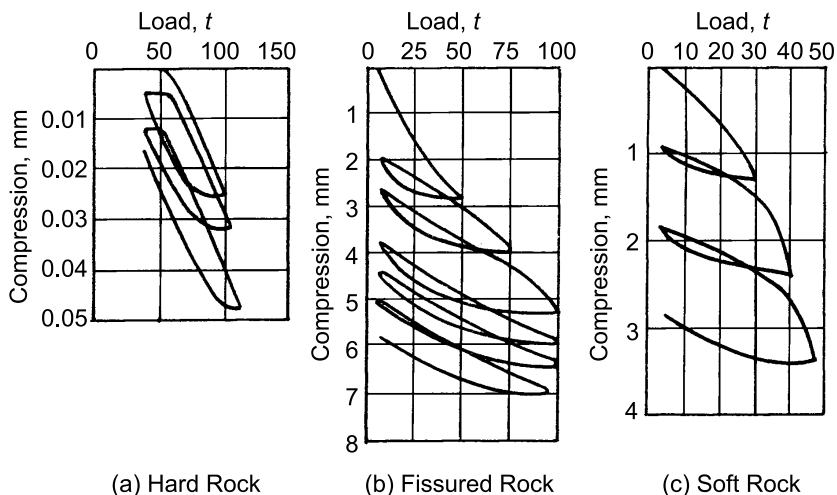 Load, t
0 50 100 150
0.01
0.02
0.03
0.04
0.05
Compression, mm
(a) Hard Rock
Load, t
0 25 50 75 100
1
2
3
4
5
6
7
8
Compression, mm
(b) Fissured Rock
Load, t
0 10 20 30 40 50
1
2
3
4
Compression, mm
(c) Soft Rock